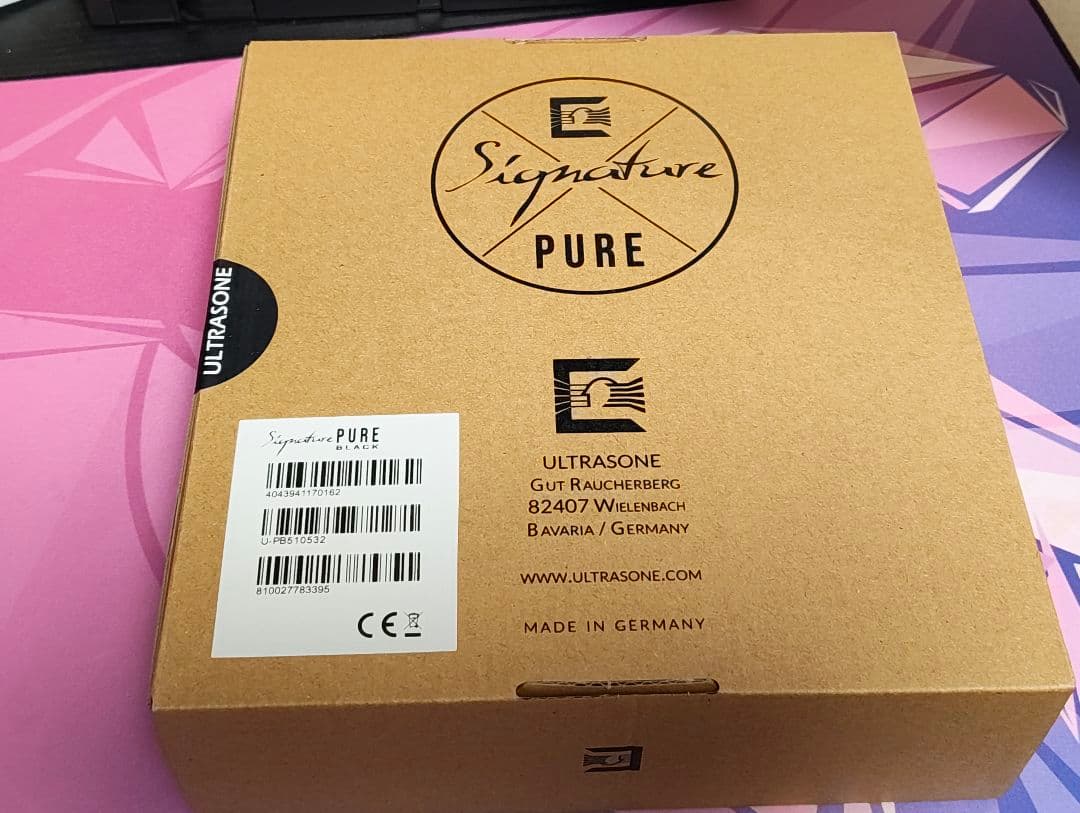 Signature
PURE
ULTRASONE
Signature PURE
BLACK
4043941170162
U-PB510532
810027783395
CE
ULTRASONE
GUT RAUCHERBERG
82407 WIELENBACH
BAVARIA / GERMANY
WWW.ULTRASONE.COM
MADE IN GERMANY